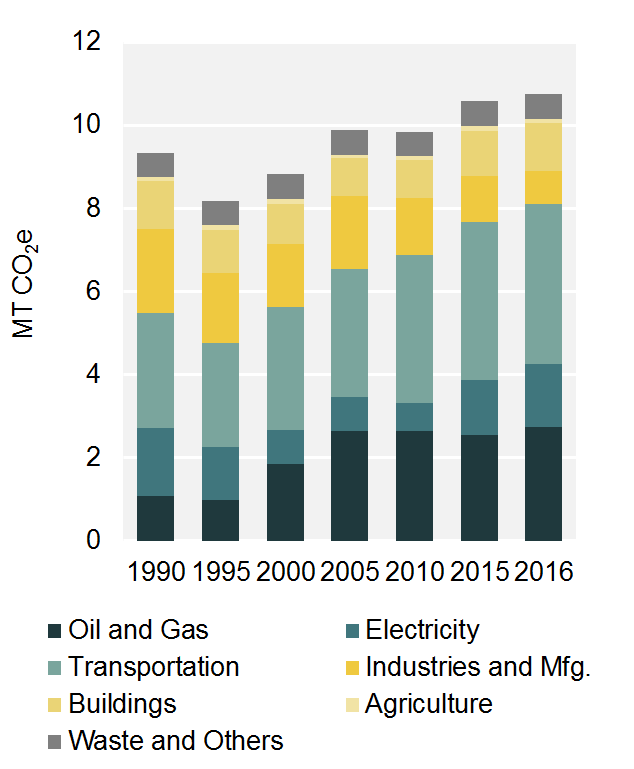 12
10
8
6
4
2
0
MT CO₂e
1990 1995 2000 2005 2010 2015 2016
Oil and Gas
Electricity
Transportation
Industries and Mfg.
Buildings
Agriculture
Waste and Others